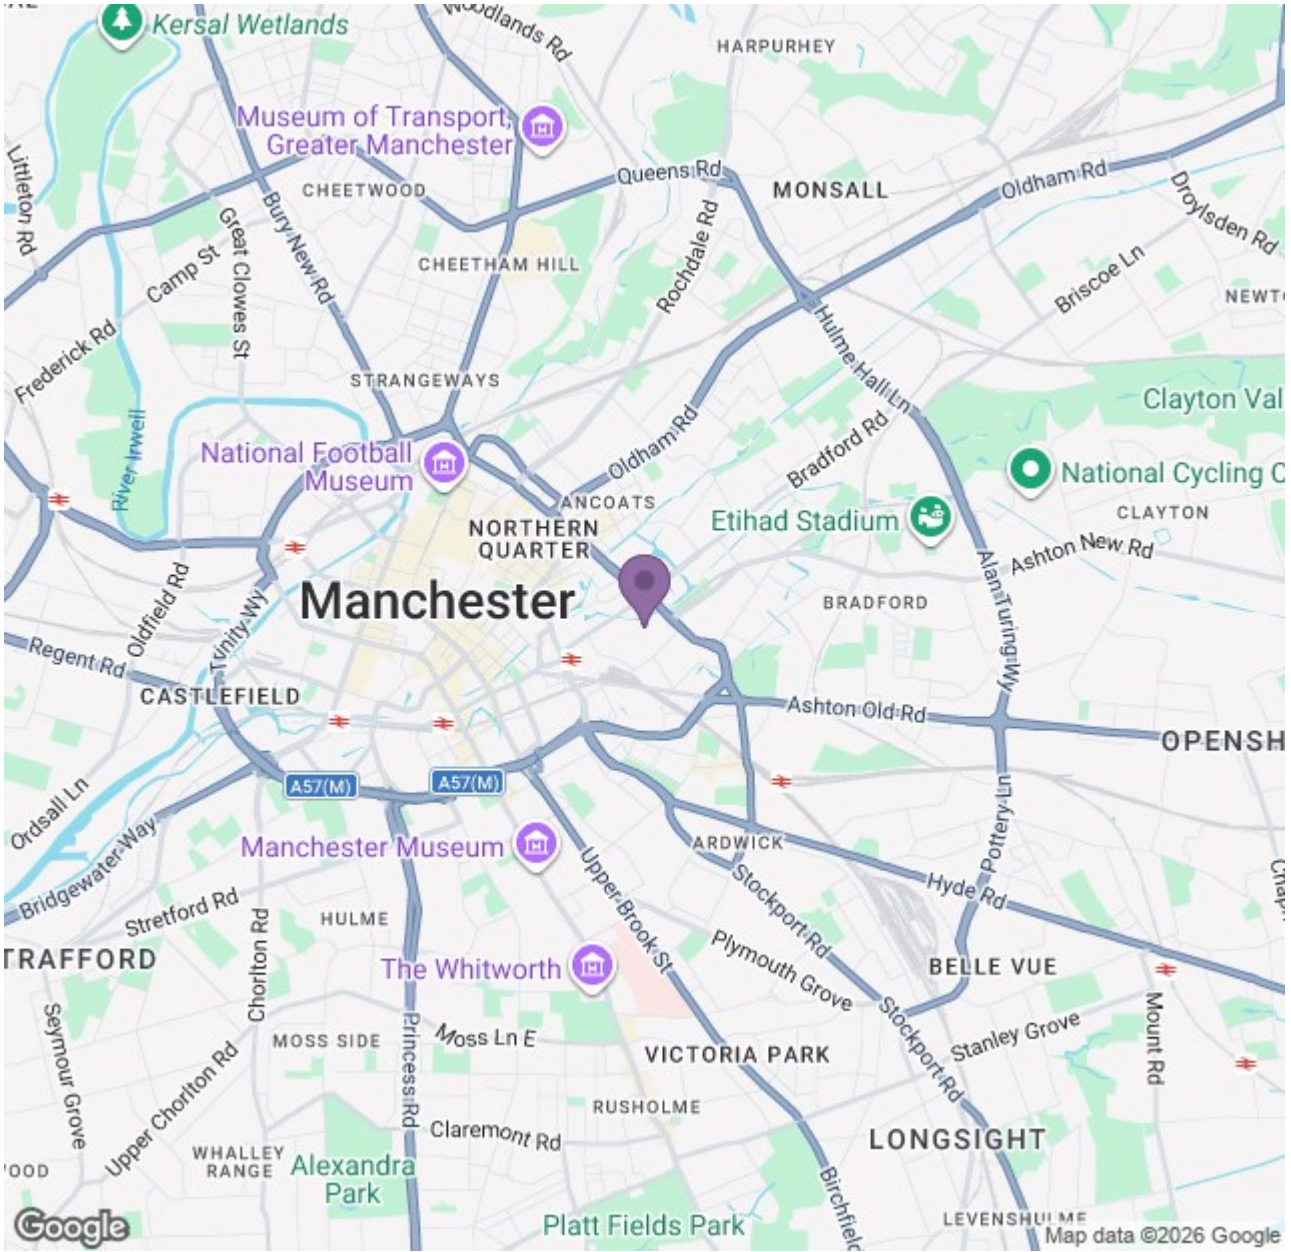 Kersal Wetlands
Woodlands Rd
HARPURHEY
Museum of Transport,
Greater Manchester
Littleton Rd
CHEETWOOD
Queens Rd
MONSALL
Oldham Rd
Droylsden Rd
Bury New Rd
Great Clowes St
Camp St
CHEETHAM HILL
Rochdale Rd
Briscoe Ln
NEWT
Frederick Rd
Hulme Hall Ln
STRANGEWAYS
Clayton Val
River Irwell
National Football
Museum
Oldham Rd
Bradford Rd
National Cycling C
ANCOATS
NORTHERN
QUARTER
Etihad Stadium
CLAYTON
Ashton New Rd
Oldfield Rd
Trinity Wy
Manchester
BRADFORD
Alan Turing Wy
Regent Rd
CASTLEFIELD
Ashton Old Rd
OPENSH
A57(M)
A57(M)
Ordsall Ln
Bridgewater Way
Manchester Museum
ARDWICK
Pottery Ln
Hyde Rd
Stretford Rd
HULME
Chorlton Rd
Upper Brook St
Stockport Rd
Plymouth Grove
TRAFFORD
The Whitworth
BELLE VUE
Seymour Grove
MOSS SIDE
Princess Rd
Moss Ln E
VICTORIA PARK
Stockport Rd
Stanley Grove
Mount Rd
Upper Chorlton Rd
RUSHOLME
Claremont Rd
LONGSIGHT
WHALLEY
RANGE
OOD
Alexandra
Park
Birchfield
Platt Fields Park
LEVENSHULME
Google
Map data ©2026 Google